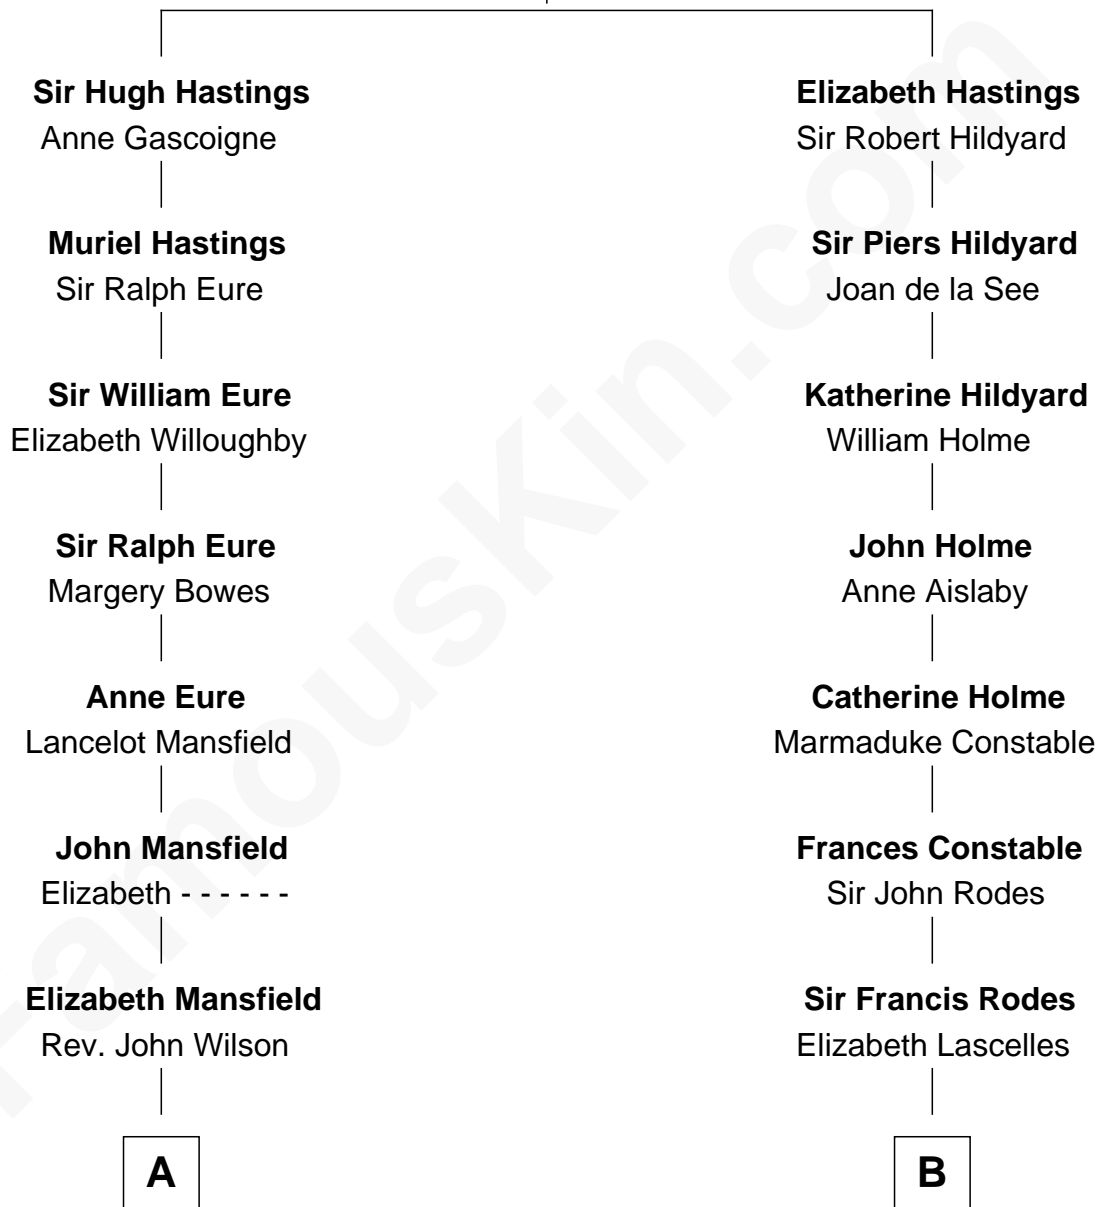 Sir Hugh Hastings
Anne Gascoigne
Muriel Hastings
Sir Ralph Eure
Sir William Eure
Elizabeth Willoughby
Sir Ralph Eure
Margery Bowes
Anne Eure
Lancelot Mansfield
John Mansfield
Elizabeth - - - - - -
Elizabeth Mansfield
Rev. John Wilson
A
Elizabeth Hastings
Sir Robert Hildyard
Sir Piers Hildyard
Joan de la See
Katherine Hildyard
William Holme
John Holme
Anne Aislaby
Catherine Holme
Marmaduke Constable
Frances Constable
Sir John Rodes
Sir Francis Rodes
Elizabeth Lascelles
B
FamousKin.com